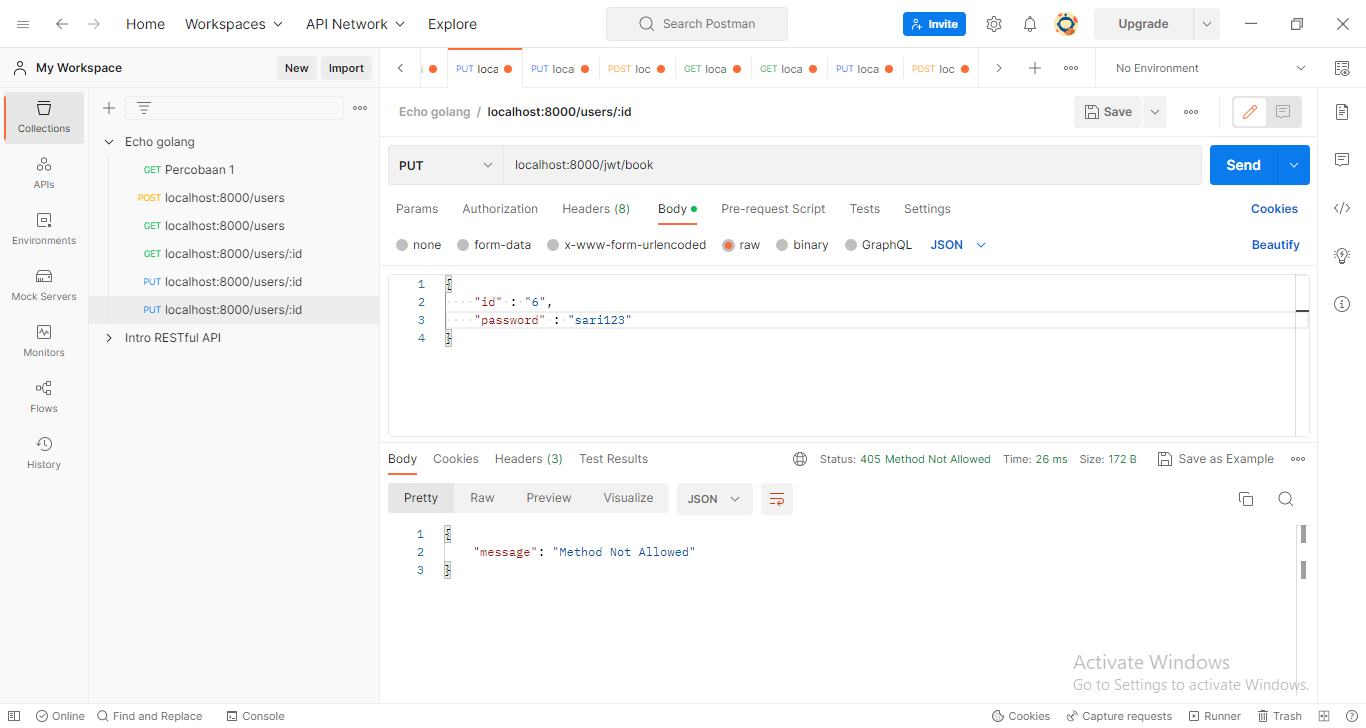 Home Workspaces API Network Explore Search Postman Invite Upgrade
My Workspace New Import PUT loca PUT loca POST loc GET loca GET loca PUT loca POST loc No Environment
Collections
APIs
Environments
Mock Servers
Monitors
Flows
History
Echo golang
GET Percobaan 1
POST localhost:8000/users
GET localhost:8000/users
GET localhost:8000/users/:id
PUT localhost:8000/users/:id
PUT localhost:8000/users/:id
Intro RESTful API
Echo golang / localhost:8000/users/:id Save
PUT localhost:8000/jwt/book Send
Params Authorization Headers (8) Body Pre-request Script Tests Settings Cookies
none form-data x-www-form-urlencoded raw binary GraphQL JSON Beautify
1 {
2 "id" : "6",
3 "password" : "sari123"
4 }
Body Cookies Headers (3) Test Results Status: 405 Method Not Allowed Time: 26 ms Size: 172 B Save as Example
Pretty Raw Preview Visualize JSON
1 {
2 "message": "Method Not Allowed"
3 }
Activate Windows
Go to Settings to activate Windows.
Online Find and Replace Console Cookies Capture requests Runner Trash